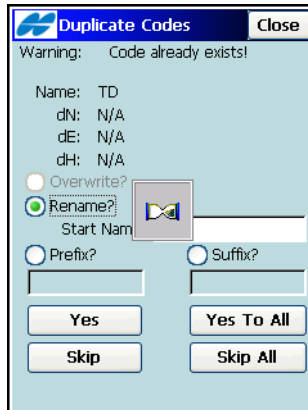 Duplicate Codes Close
Warning: Code already exists!
Name: TD
dN: N/A
dE: N/A
dH: N/A
Overwrite?
Rename?
Start Nam
Prefix? Suffix?
Yes Yes To All
Skip Skip All